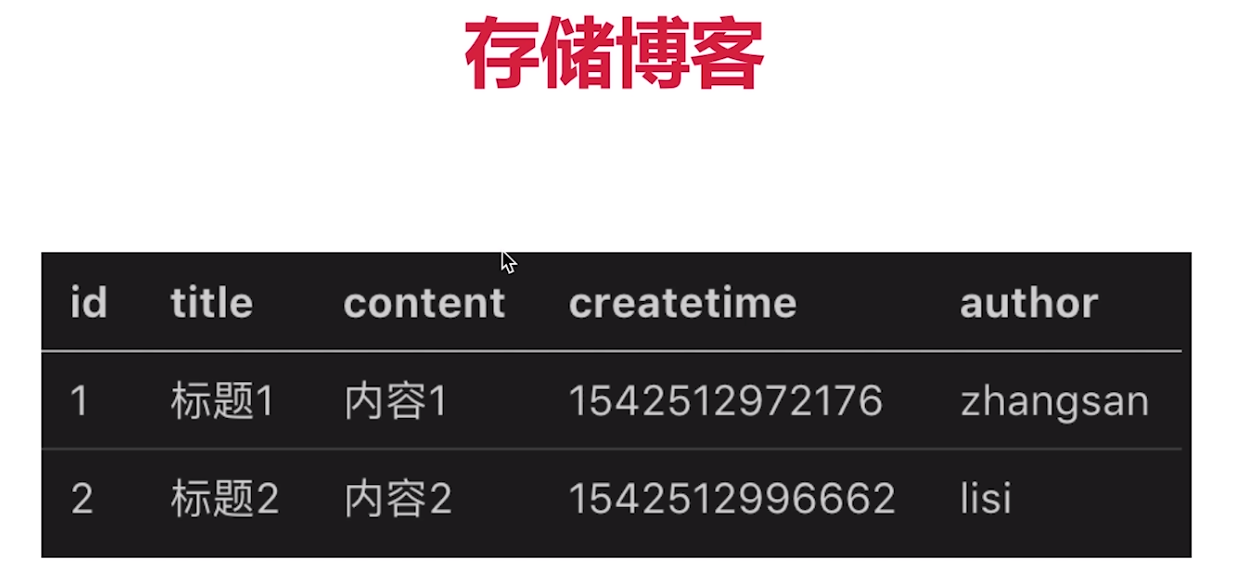 存储博客
id title content createtime author
1 标题1 内容1 1542512972176 zhangsan
2 标题2 内容2 1542512996662 lisi